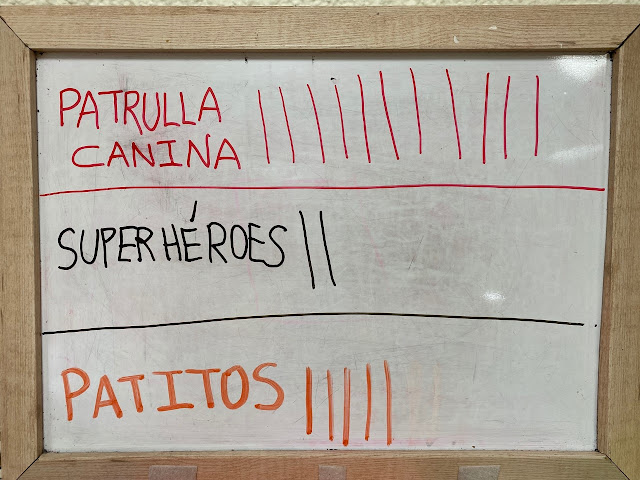 PATRULLA | | | | | | | | | | |
CANINA
SUPERHÉROES | |
PATITOS | | | | |